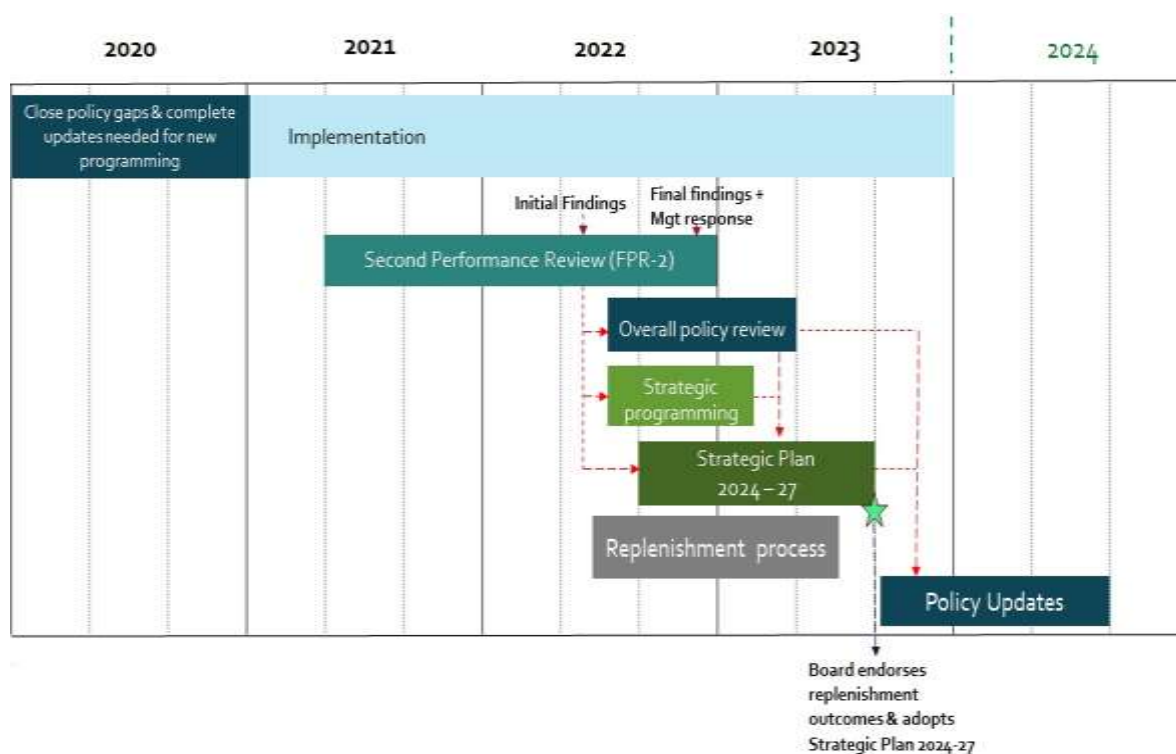 2020
2021
2022
2023
2024
Close policy gaps & complete
updates needed for new
programming
Implementation
Initial Findings
Final findings +
Mgt response
Second Performance Review (FPR-2)
Overall policy review
Strategic
programming
Strategic Plan
2024 – 27
Replenishment process
Policy Updates
Board endorses
replenishment
outcomes & adopts
Strategic Plan 2024-27